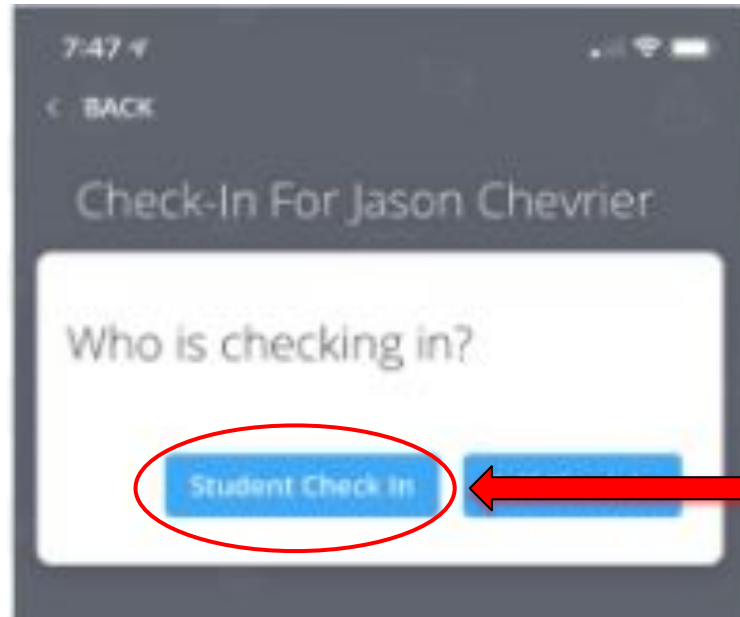 7:47
< BACK
Check-In For Jason Chevrier
Who is checking in?
Student Check In